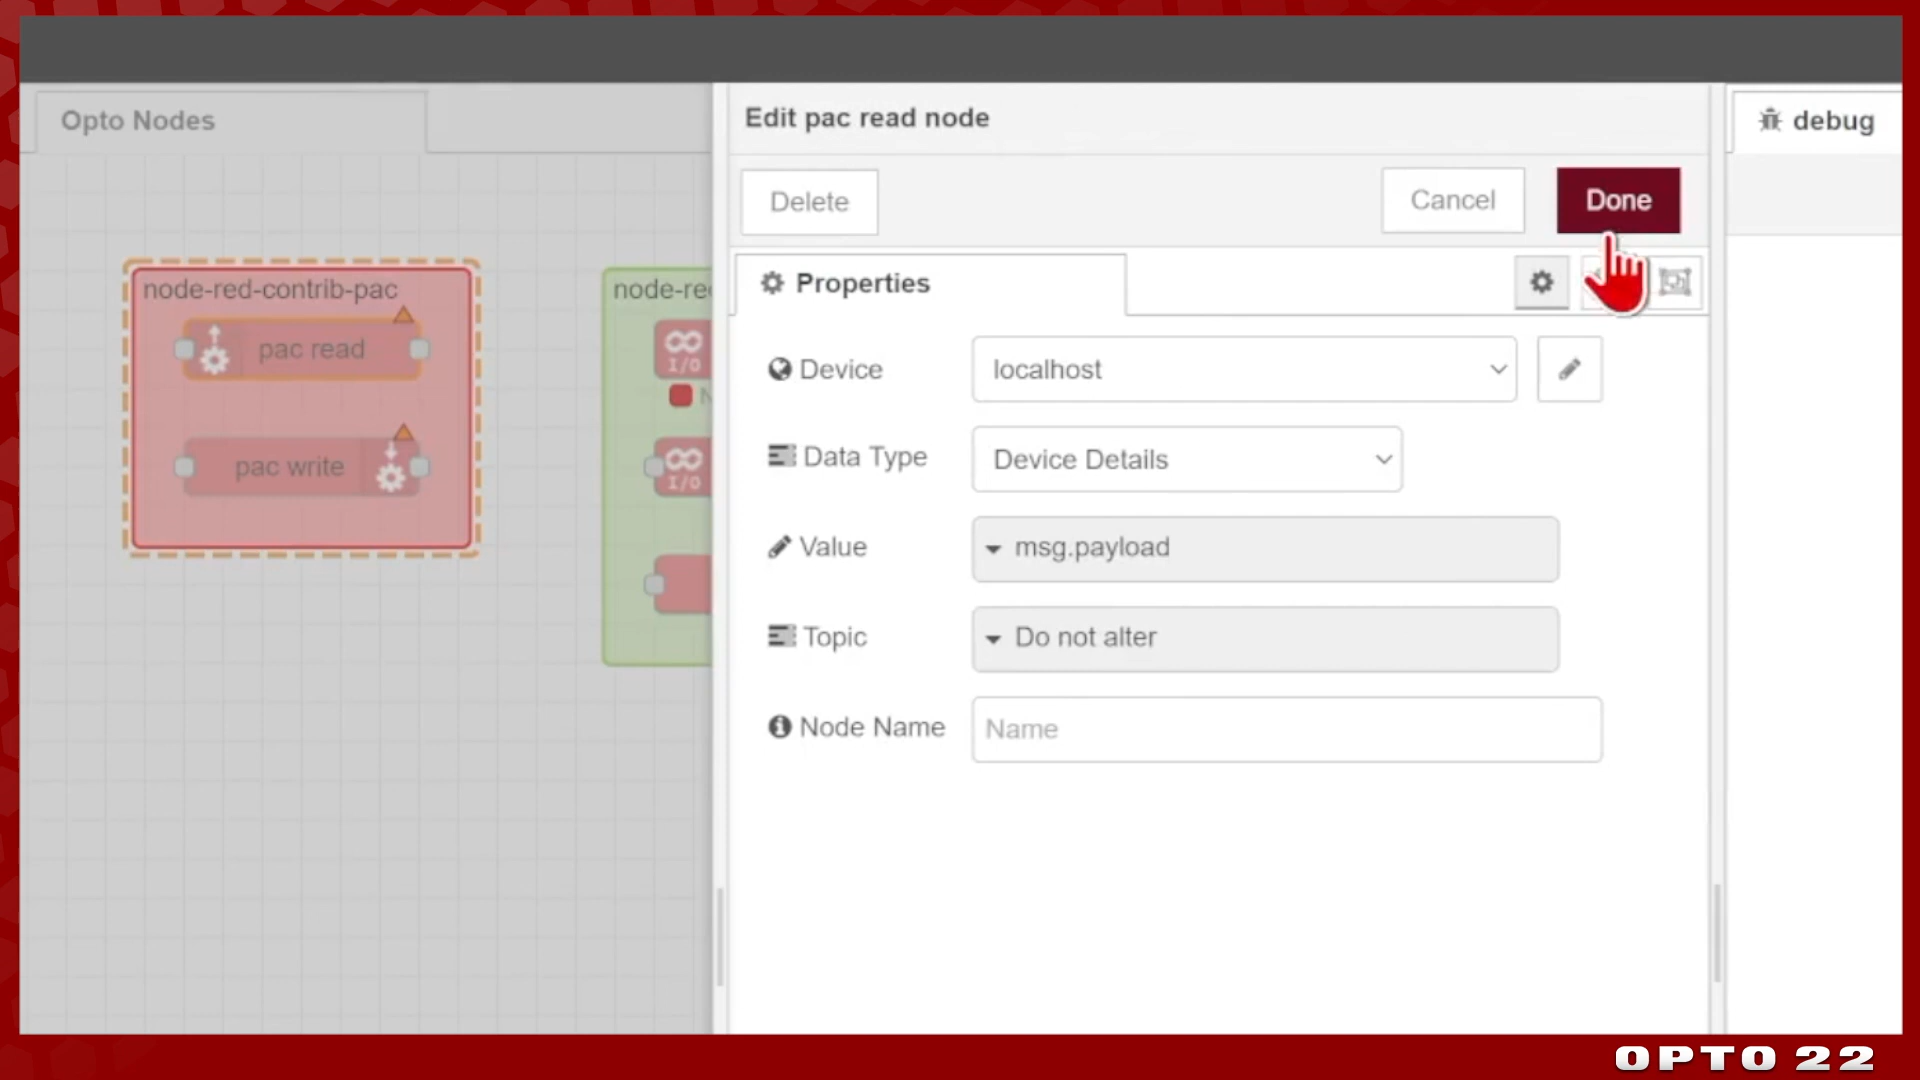 Opto Nodes
Edit pac read node
debug
Delete
Cancel
Done
node-red-contrib-pac
node-re
Properties
pac read
I/O
Device
localhost
N
Data Type
Device Details
pac write
I/O
Value
msg.payload
Topic
Do not alter
Node Name
Name
OPTO 22